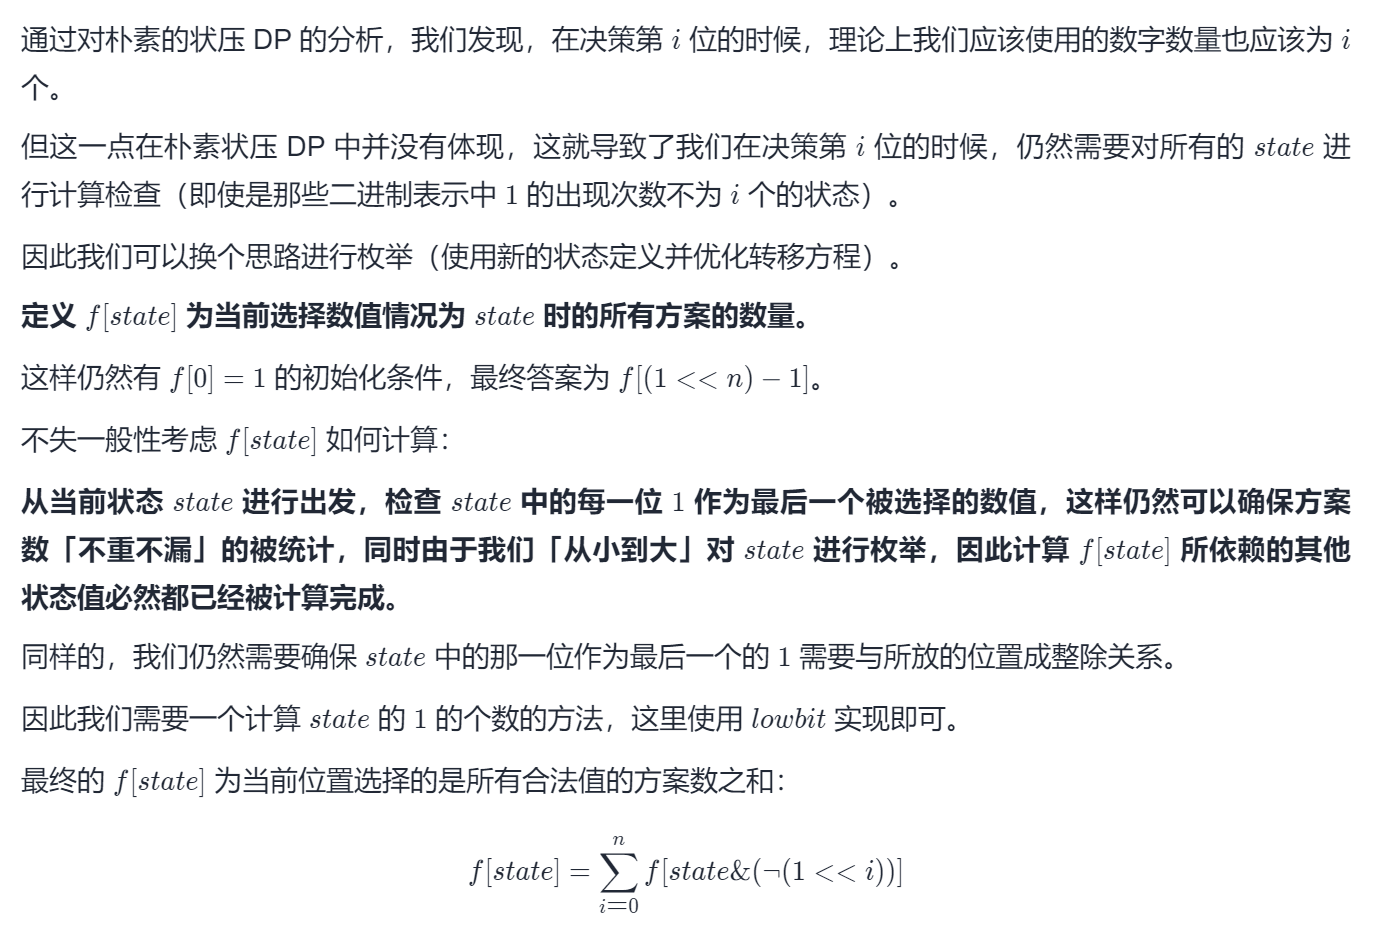 通过对朴素的状压 DP 的分析，我们发现，在决策第 i 位的时候，理论上我们应该使用的数字数量也应该为 i
个。
但这一点在朴素状压 DP 中并没有体现，这就导致了我们在决策第 i 位的时候，仍然需要对所有的 state 进
行计算检查（即使是那些二进制表示中 1 的出现次数不为 i 个的状态）。
因此我们可以换个思路进行枚举（使用新的状态定义并优化转移方程）。
定义 f[state] 为当前选择数值情况为 state 时的所有方案的数量。
这样仍然有 f[0] = 1 的初始化条件，最终答案为 f[(1 << n) − 1]。
不失一般性考虑 f[state] 如何计算：
从当前状态 state 进行出发，检查 state 中的每一位 1 作为最后一个被选择的数值，这样仍然可以确保方案
数「不重不漏」的被统计，同时由于我们「从小到大」对 state 进行枚举，因此计算 f[state] 所依赖的其他
状态值必然都已经被计算完成。
同样的，我们仍然需要确保 state 中的那一位作为最后一个的 1 需要与所放的位置成整除关系。
因此我们需要一个计算 state 的 1 的个数的方法，这里使用 lowbit 实现即可。
最终的 f[state] 为当前位置选择的是所有合法值的方案数之和：
f[state] = ∑_{i=0}^{n} f[state&(¬(1 << i))]